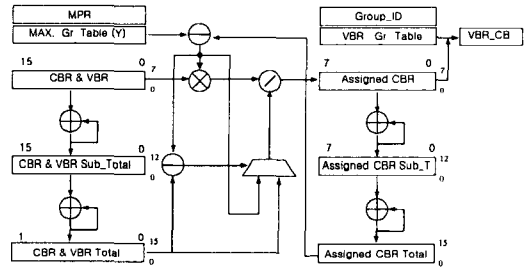 MPR
MAX. Gr Table (Y)
Group_ID
VBR Gr Table
VBR_CB
15 0
CBR & VBR
7
0
7 0
Assigned CBR
7
0
15 0
CBR & VBR Sub_Total
12
0
7 0
Assigned CBR Sub_T
12
0
1 0
CBR & VBR Total
15
0
Assigned CBR Total
15
0